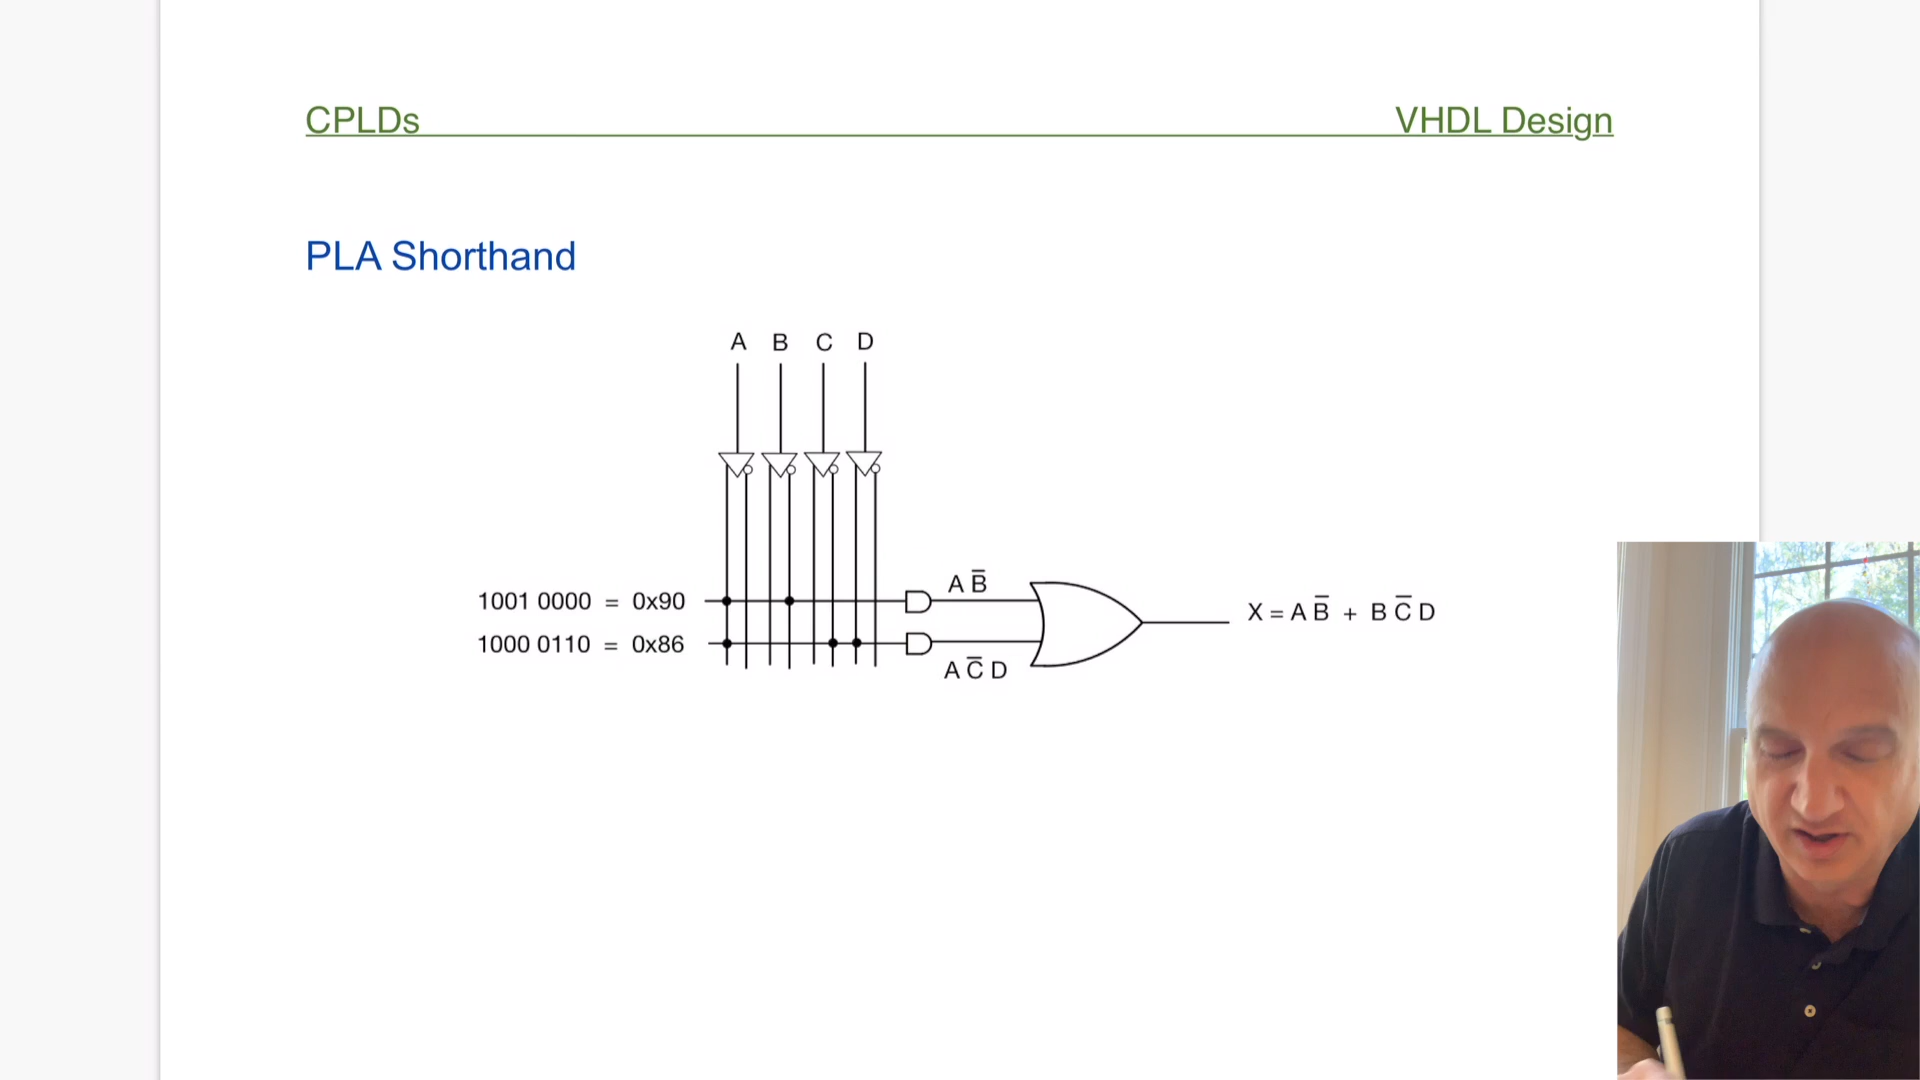 CPLDs VHDL Design
PLA Shorthand
A B C D
1001 0000 = 0x90
1000 0110 = 0x86
A B̅
A C̅ D
X = A B̅ + B C̅ D